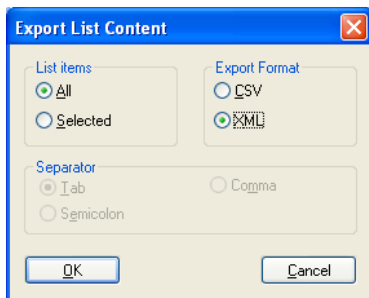 Export List Content
List items
All
Selected
Export Format
CSV
XML
Separator
Tab
Comma
Semicolon
OK
Cancel